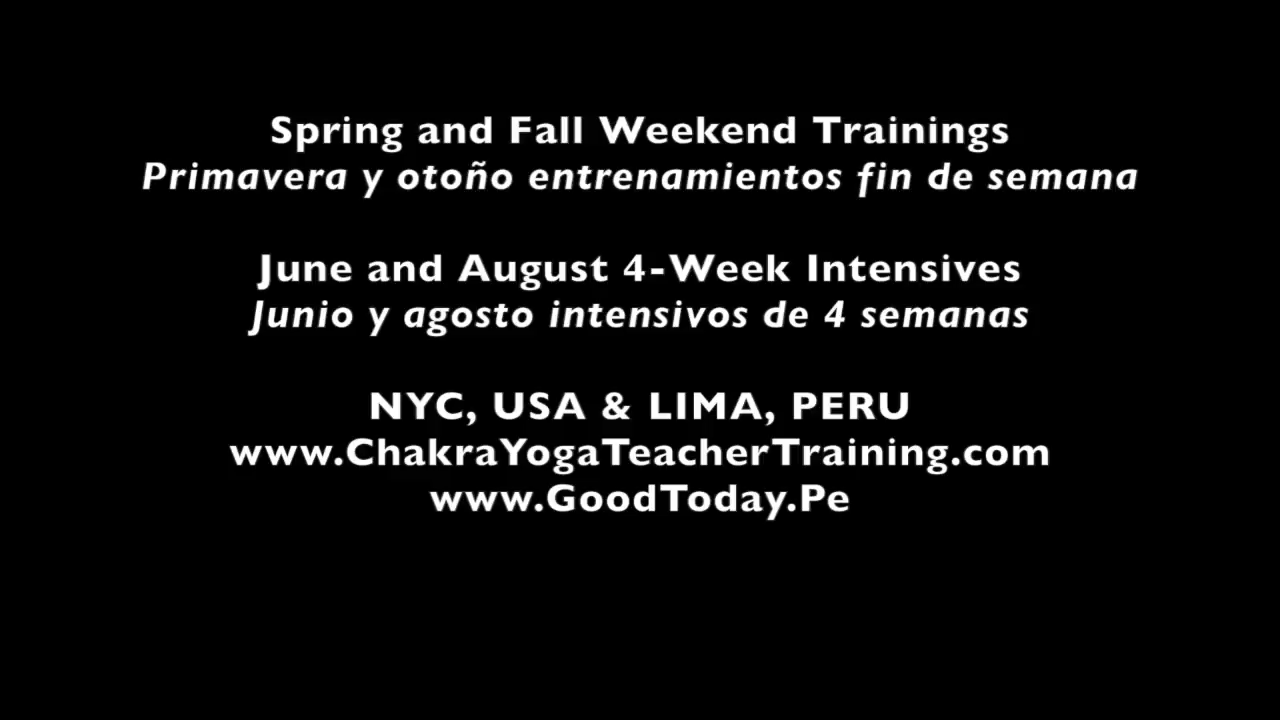 Spring and Fall Weekend Trainings
Primavera y otoño entrenamientos fin de semana
June and August 4-Week Intensives
Junio y agosto intensivos de 4 semanas
NYC, USA & LIMA, PERU
www.ChakraYogaTeacherTraining.com
www.GoodToday.Pe